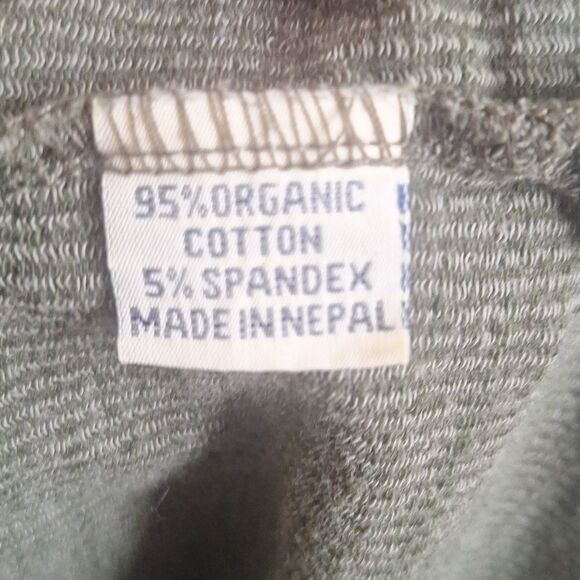 95% ORGANIC
COTTON
5% SPANDEX
MADE IN NEPAL